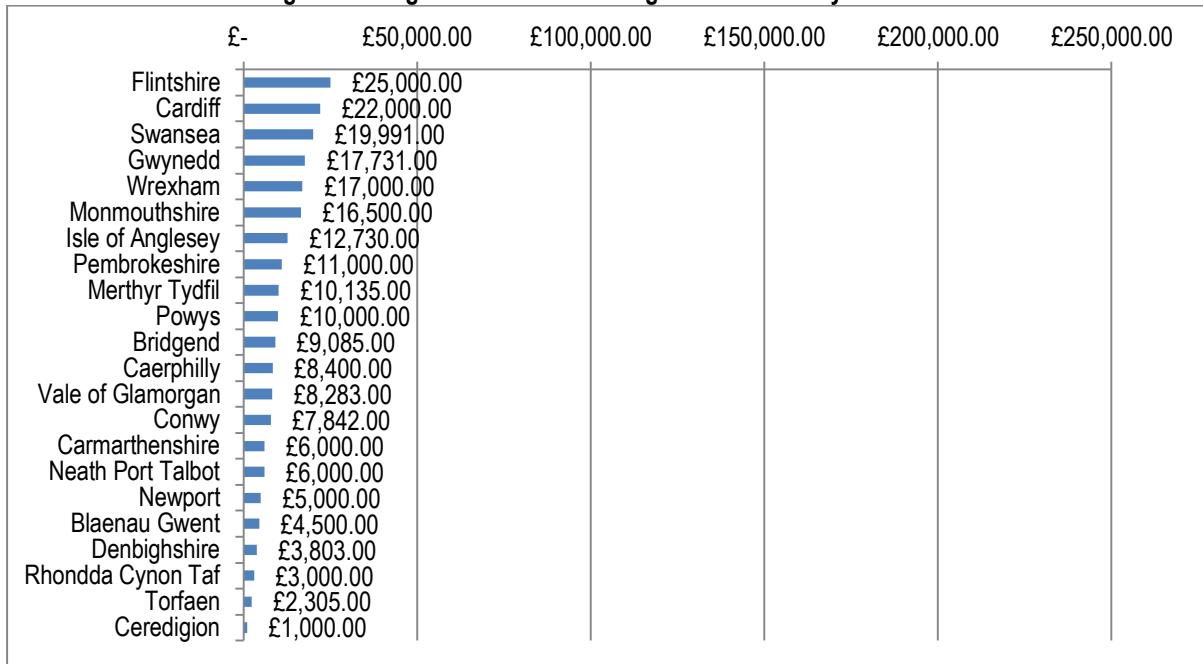 £- £50,000.00 £100,000.00 £150,000.00 £200,000.00 £250,000.00
Flintshire £25,000.00
Cardiff £22,000.00
Swansea £19,991.00
Gwynedd £17,731.00
Wrexham £17,000.00
Monmouthshire £16,500.00
Isle of Anglesey £12,730.00
Pembrokeshire £11,000.00
Merthyr Tydfil £10,135.00
Powys £10,000.00
Bridgend £9,085.00
Caerphilly £8,400.00
Vale of Glamorgan £8,283.00
Conwy £7,842.00
Carmarthenshire £6,000.00
Neath Port Talbot £6,000.00
Newport £5,000.00
Blaenau Gwent £4,500.00
Denbighshire £3,803.00
Rhondda Cynon Taf £3,000.00
Torfaen £2,305.00
Ceredigion £1,000.00